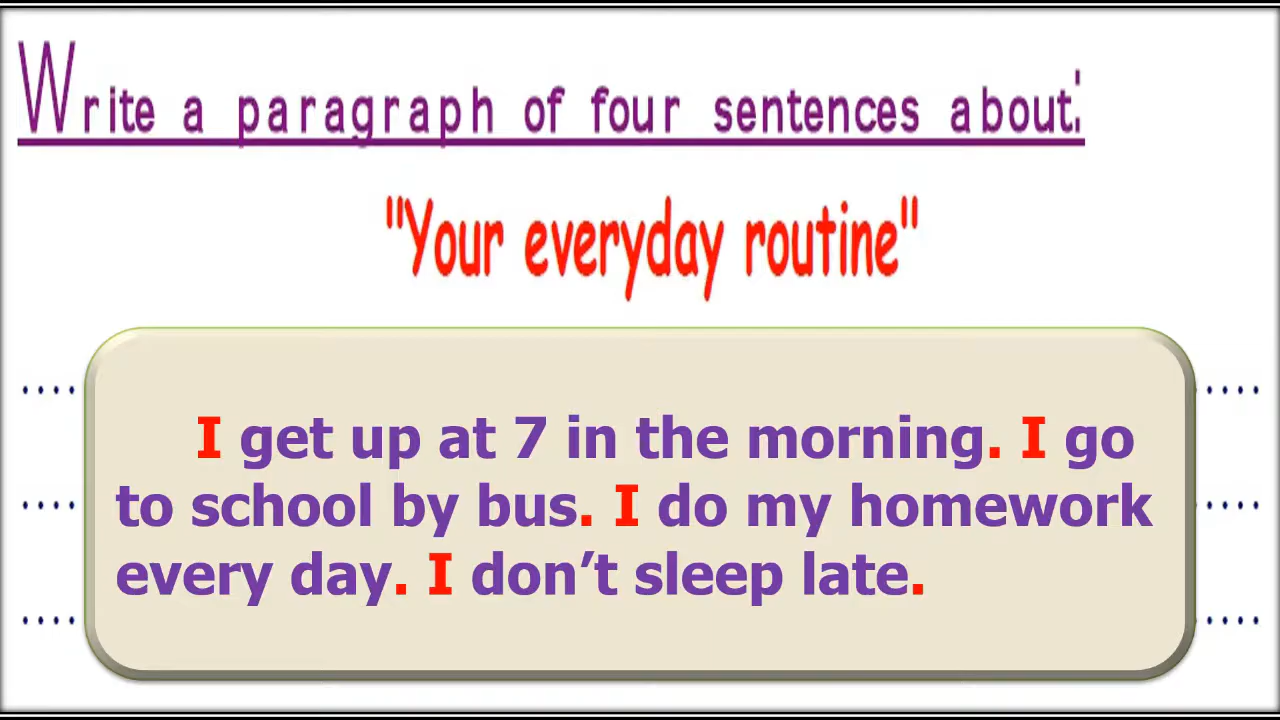 Write a paragraph of four sentences about:
"Your everyday routine"
I get up at 7 in the morning. I go
to school by bus. I do my homework
every day. I don’t sleep late.